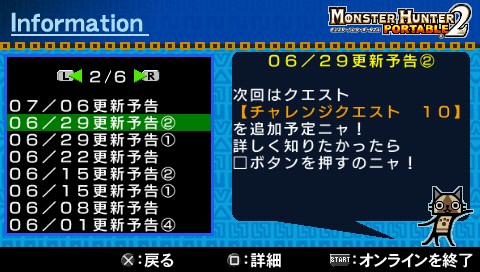 Information
MONSTER HUNTER
PORTABLE 2
L 2/6 R
07/06更新予告
06/29更新予告②
06/29更新予告①
06/22更新予告
06/15更新予告②
06/15更新予告①
06/08更新予告
06/01更新予告④
06/29更新予告②
次回はクエスト
【チャレンジクエスト 10】
を追加予定ニャ！
詳しく知りたかったら
□ボタンを押すのニャ！
×:戻る
□:詳細
START:オンラインを終了